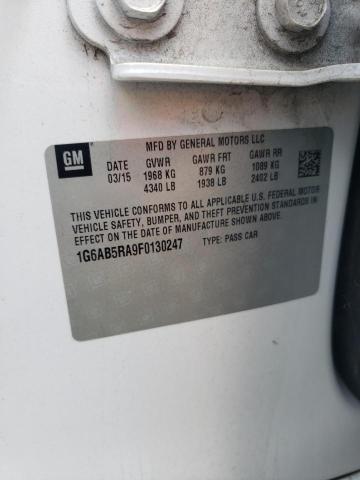 GM
MFD BY GENERAL MOTORS LLC
DATE GVWR GAWR FRT GAWR RR
03/15 1968 KG 879 KG 1089 KG
4340 LB 1938 LB 2402 LB
THIS VEHICLE CONFORMS TO ALL APPLICABLE U.S. FEDERAL MOTOR
VEHICLE SAFETY, BUMPER, AND THEFT PREVENTION STANDARDS IN
EFFECT ON THE DATE OF MANUFACTURE SHOWN ABOVE.
1G6AB5RA9F0130247 TYPE: PASS CAR